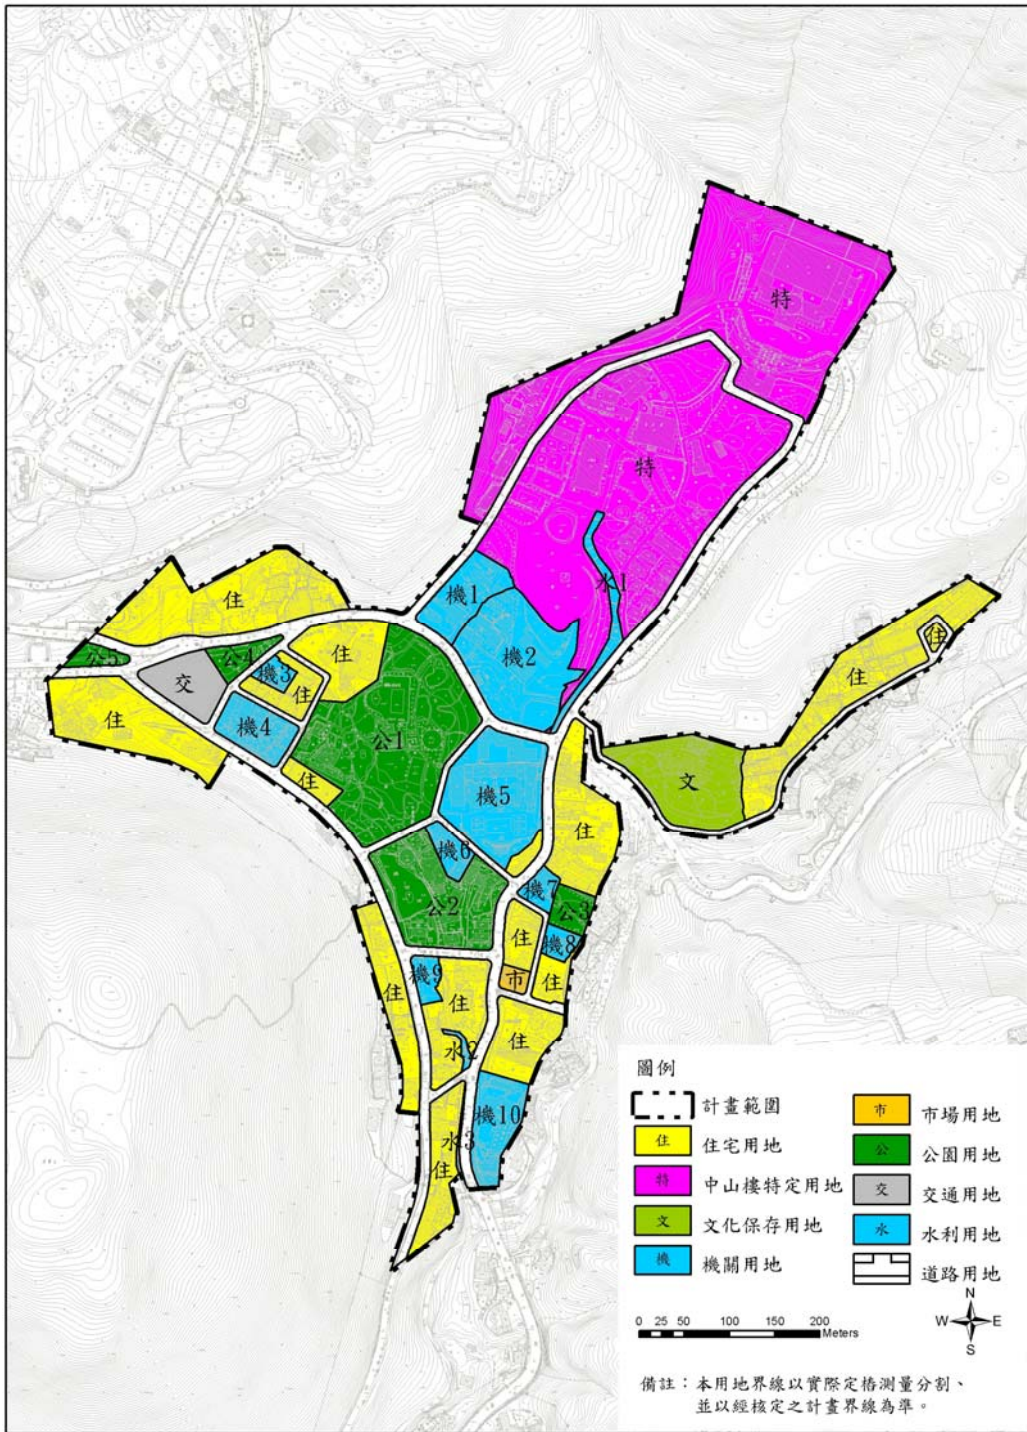 特
特
水1
機1
機2
住
住
公5
公4
交
機3
住
機4
住
公1
住
機5
文
住
住
住
機6
公2
機7
公3
住
機8
市
住
機9
住
住
住
水2
機10
水3
住
圖例
計畫範圍
住 住宅用地
特 中山樓特定用地
文 文化保存用地
機 機關用地
市 市場用地
公 公園用地
交 交通用地
水 水利用地
道路用地
0 25 50 100 150 200
Meters
N
W E
S
備註：本用地界線以實際定樁測量分割、
並以經核定之計畫界線為準。